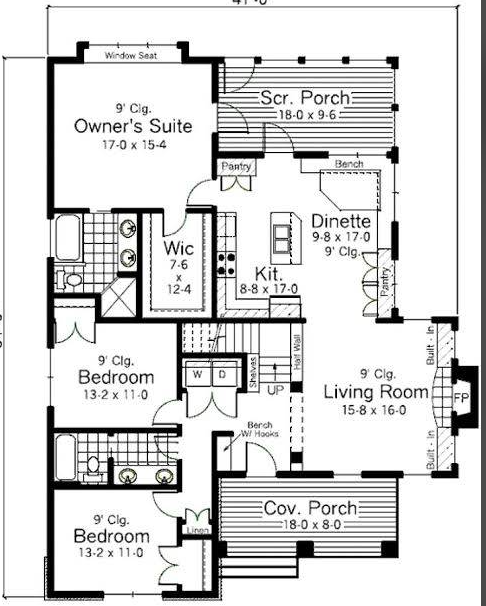 41'-0"
Window Seat
9' Clg.
Owner's Suite
17-0 x 15-4
Scr. Porch
18-0 x 9-6
Pantry
Bench
Dinette
9-8 x 17-0
9' Clg.
Wic
7-6
x
12-4
Kit.
8-8 x 17-0
Pantry
9' Clg.
Bedroom
13-2 x 11-0
W D
Shelves
UP
Half Wall
9' Clg.
Living Room
15-8 x 16-0
Built - In
FP
Built - In
Bench
W/ Hooks
9' Clg.
Bedroom
13-2 x 11-0
Linen
Cov. Porch
18-0 x 8-0